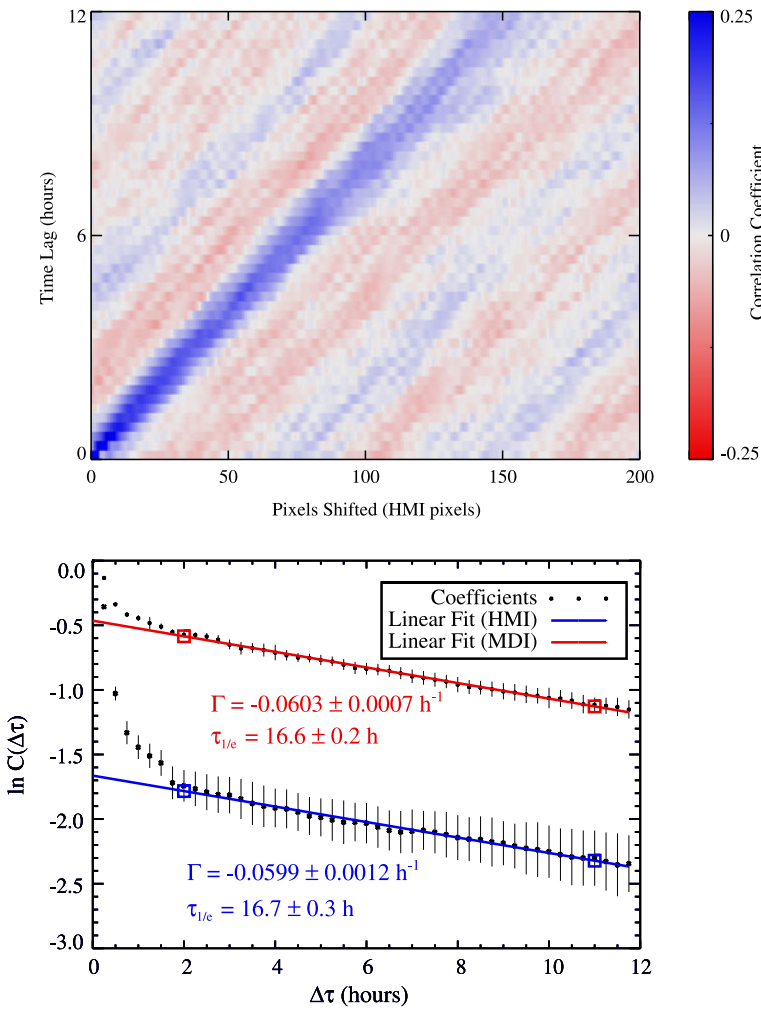 12
6
0
Time Lag (hours)
0 50 100 150 200
Pixels Shifted (HMI pixels)
0.25
0
-0.25
Correlation Coefficient
0.0
-0.5
-1.0
-1.5
-2.0
-2.5
-3.0
ln C(Δτ)
Coefficients
Linear Fit (HMI)
Linear Fit (MDI)
Γ = -0.0603 ± 0.0007 h⁻¹
τ₁/ₑ = 16.6 ± 0.2 h
Γ = -0.0599 ± 0.0012 h⁻¹
τ₁/ₑ = 16.7 ± 0.3 h
0 2 4 6 8 10 12
Δτ (hours)